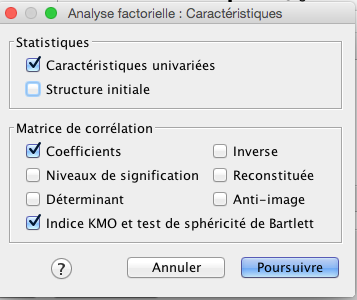 Analyse factorielle : Caractéristiques
Statistiques
Caractéristiques univariées
Structure initiale
Matrice de corrélation
Coefficients Inverse
Niveaux de signification Reconstituée
Déterminant Anti-image
Indice KMO et test de sphéricité de Bartlett
? Annuler Poursuivre